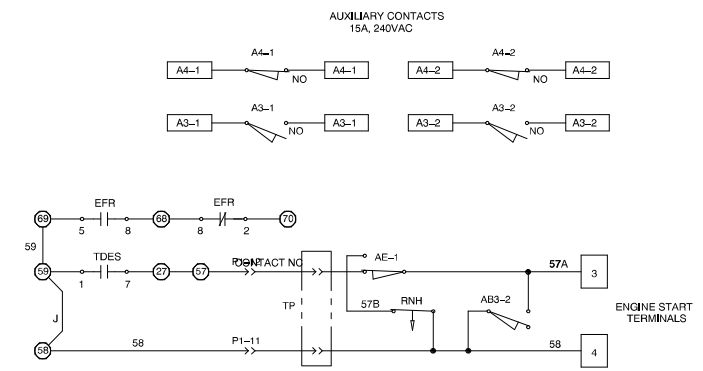 AUXILIARY CONTACTS
15A, 240VAC
A4–1 A4–2
A4–1 NO A4–1 A4–2 NO A4–2
A3–1 A3–2
A3–1 NO A3–1 A3–2 NO A3–2
EFR EFR
69 5 8 68 8 2 70
59
TDES CONTACT NC AE-1 57A
59 1 7 27 57 3
TP 57B RNH AB3-2 ENGINE START
TERMINALS
J
58 58 P1–11 58 4